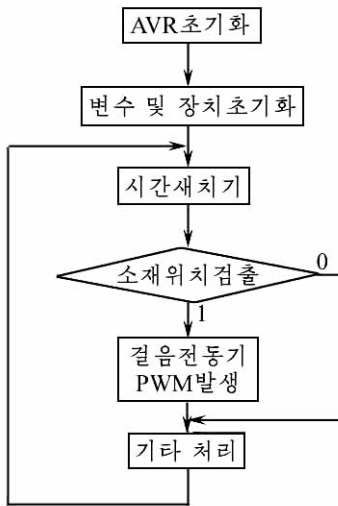 AVR초기화
변수 및 장치초기화
시간새치기
소재위치검출
0
1
걸음전동기
PWM발생
기타 처리